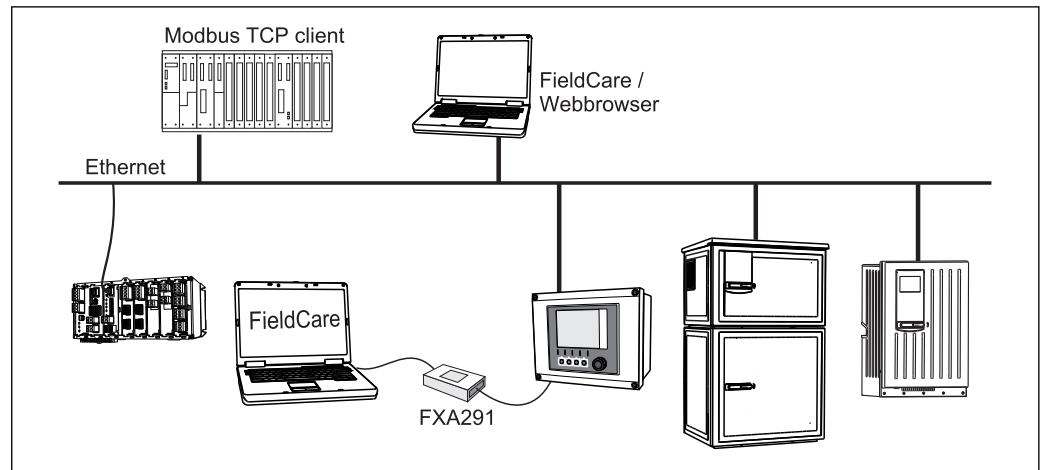 Modbus TCP client
FieldCare /
Webbrowser
Ethernet
FieldCare
FXA291